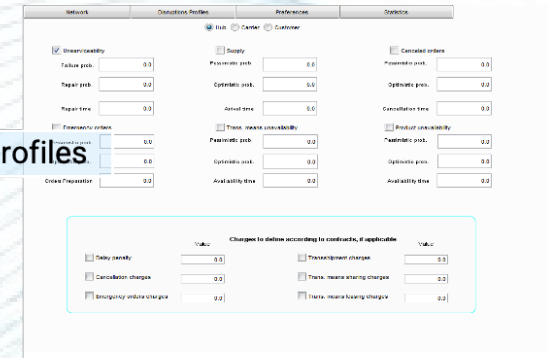 Network Disruptions Profiles Preferences Statistics
Hub Carrier Customer
Unserviceability Supply Canceled orders
Failure prob. 0.0 Pessimistic prob. 0.0 Pessimistic prob. 0.0
Repair prob. 0.0 Optimistic prob. 0.0 Optimistic prob. 0.0
Repair time 0.0 Arrival time 0.0 Cancellation time 0.0
Emergency orders Trans. means unavailability Product unavailability
rofiles 0.0 Pessimistic prob. 0.0 Pessimistic prob. 0.0
0.0 Optimistic prob. 0.0 Optimistic prob. 0.0
Orders Preparation 0.0 Availability time 0.0 Availability time 0.0
Charges to define according to contracts, if applicable
Value Value
Delay penalty 0.0 Transshipment charges 0.0
Cancellation charges 0.0 Trans. means sharing charges 0.0
Emergency orders charges 0.0 Trans. means leasing charges 0.0